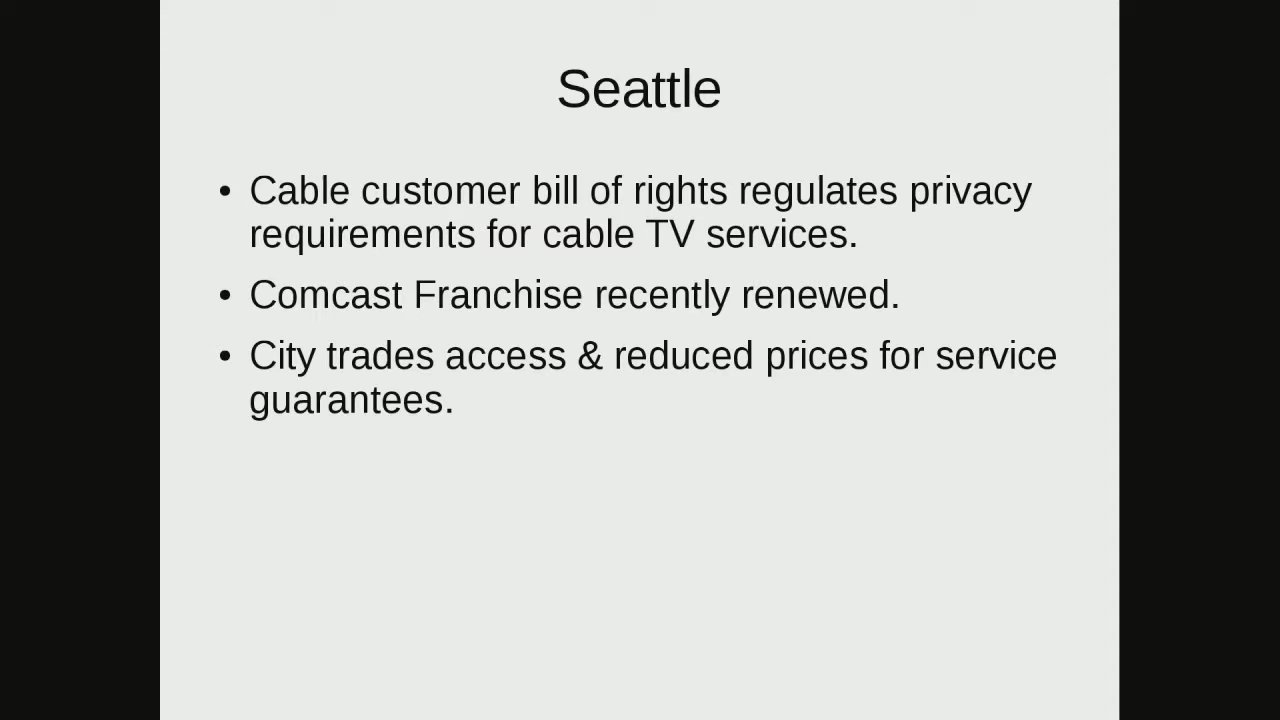 Seattle
• Cable customer bill of rights regulates privacy
requirements for cable TV services.
• Comcast Franchise recently renewed.
• City trades access & reduced prices for service
guarantees.